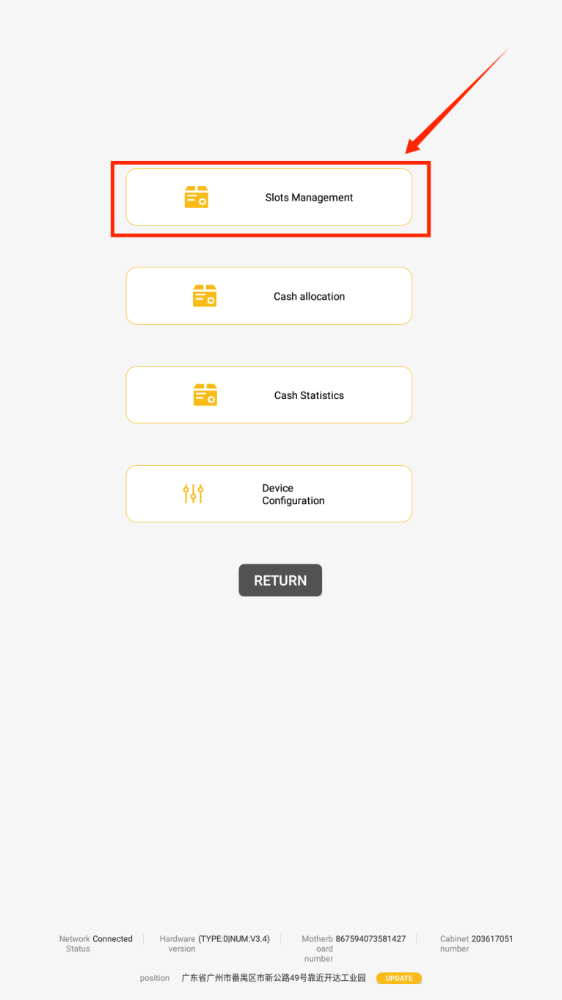 Slots Management
Cash allocation
Cash Statistics
Device
Configuration
RETURN
Network Connected
Status
Hardware (TYPE:0|NUM:V3.4)
version
Motherb 867594073581427
oard
number
Cabinet 203617051
number
position 广东省广州市番禺区市新公路49号靠近开达工业园 UPDATE